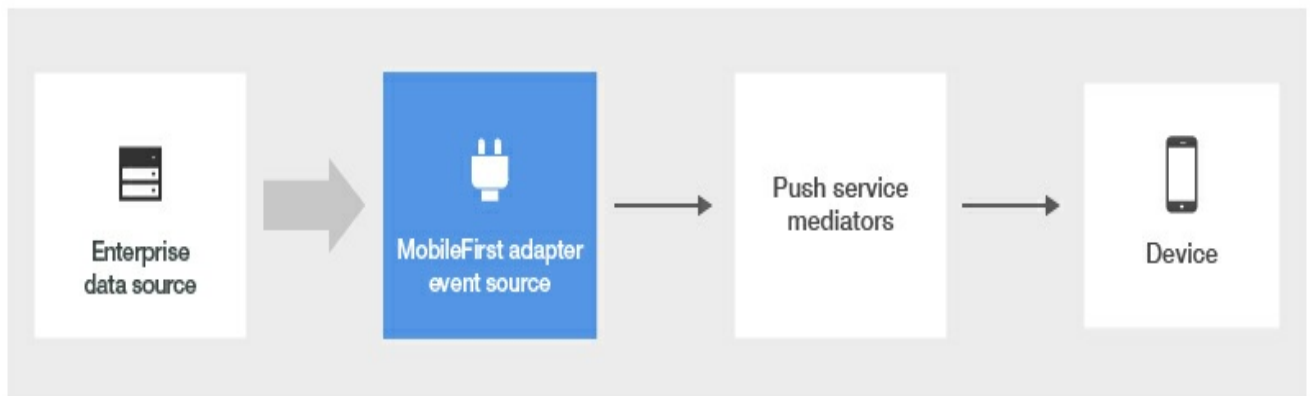 Enterprise
data source
MobileFirst adapter
event source
Push service
mediators
Device